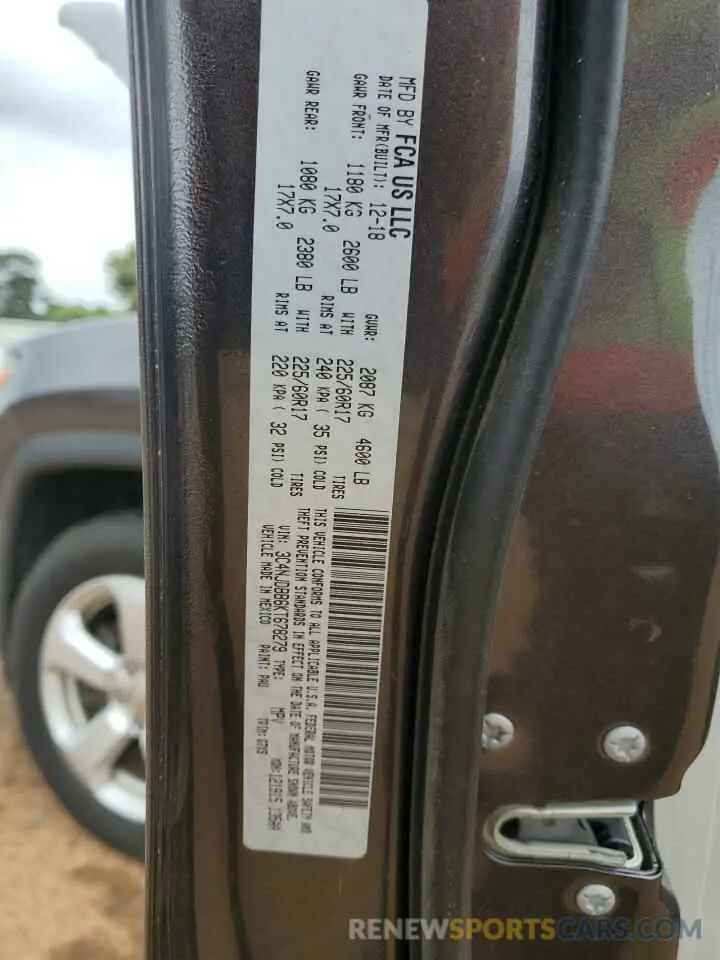 MFD BY FCA US LLC
DATE OF MFR(BUILT): 12-18 GVWR: 2087 KG 4600 LB
GAWR FRONT: 1180 KG 2600 LB WITH 225/60R17 TIRES
17X7.0 RIMS AT 240 KPA ( 35 PSI) COLD
GAWR REAR: 1080 KG 2380 LB WITH 225/60R17 TIRES
17X7.0 RIMS AT 220 KPA ( 32 PSI) COLD
THIS VEHICLE CONFORMS TO ALL APPLICABLE U.S.A. FEDERAL MOTOR VEHICLE SAFETY AND
THEFT PREVENTION STANDARDS IN EFFECT ON THE DATE OF MANUFACTURE SHOWN ABOVE.
VIN: 3C4NJDBB6KT678279 TYPE: MPV
VEHICLE MADE IN MEXICO PAINT: PAU TRIM:
RENEWSPORTSCARS.COM